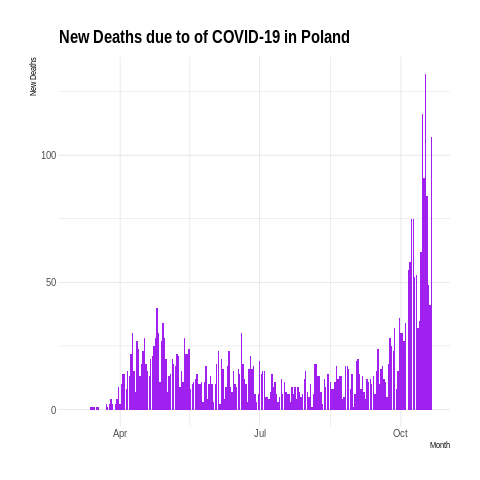 New Deaths due to of COVID-19 in Poland
New Deaths
100
50
0
Apr
Jul
Oct
Month